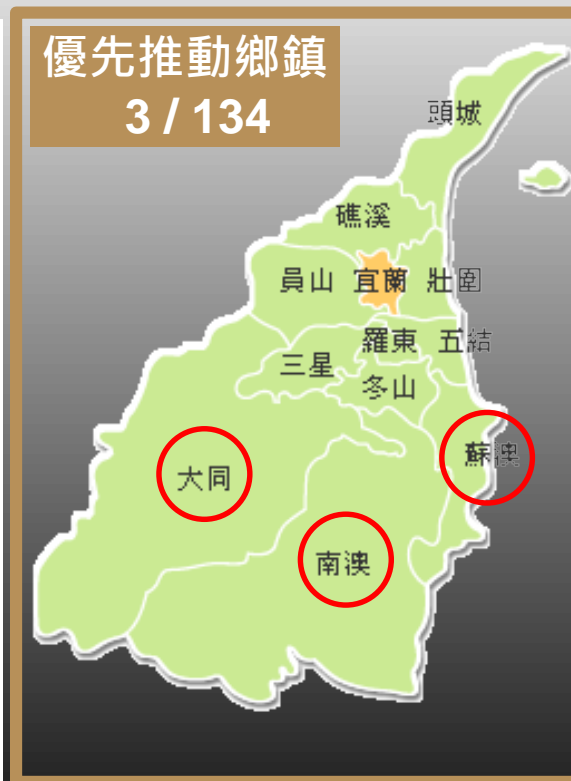 優先推動鄉鎮
3 / 134
頭城
礁溪
員山 宜蘭 壯圍
羅東 五結
三星
冬山
蘇澳
大同
南澳